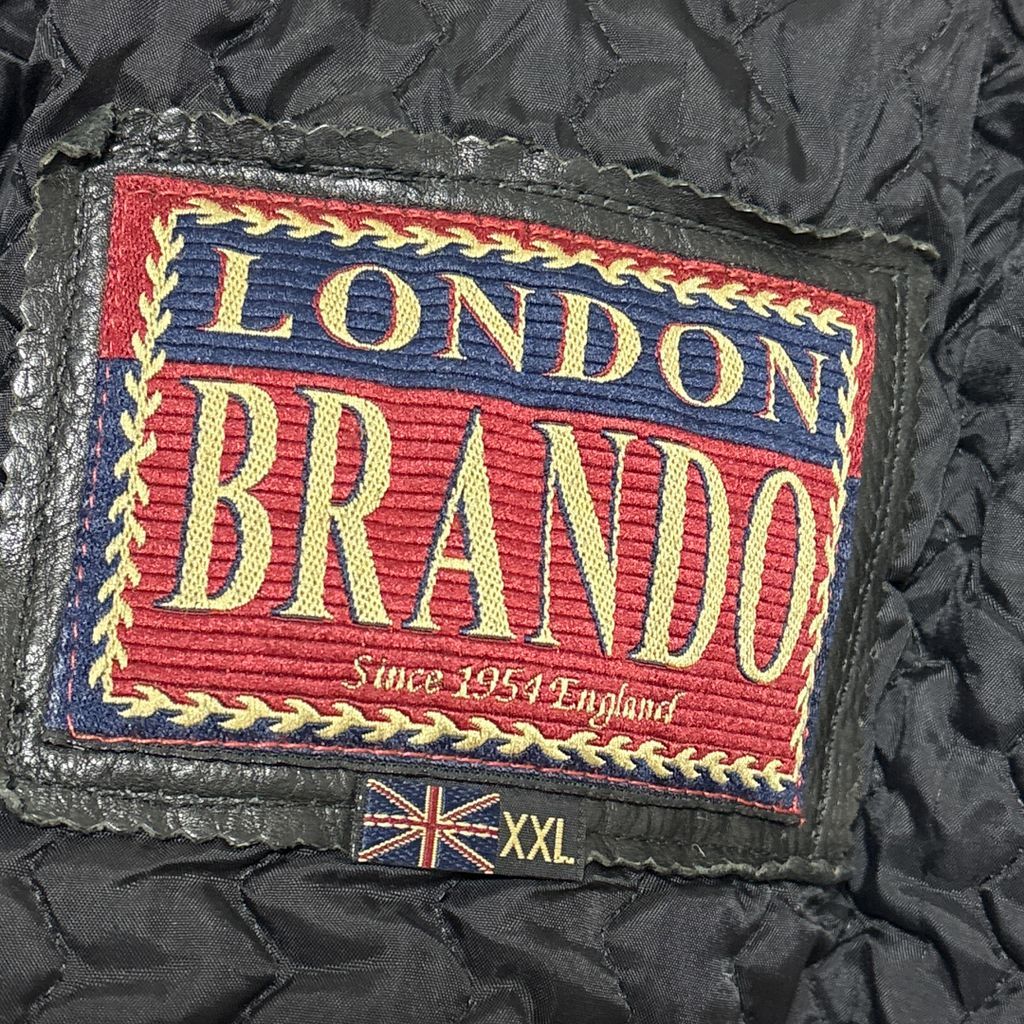 LONDON
BRANDO
Since 1954 England
XXL